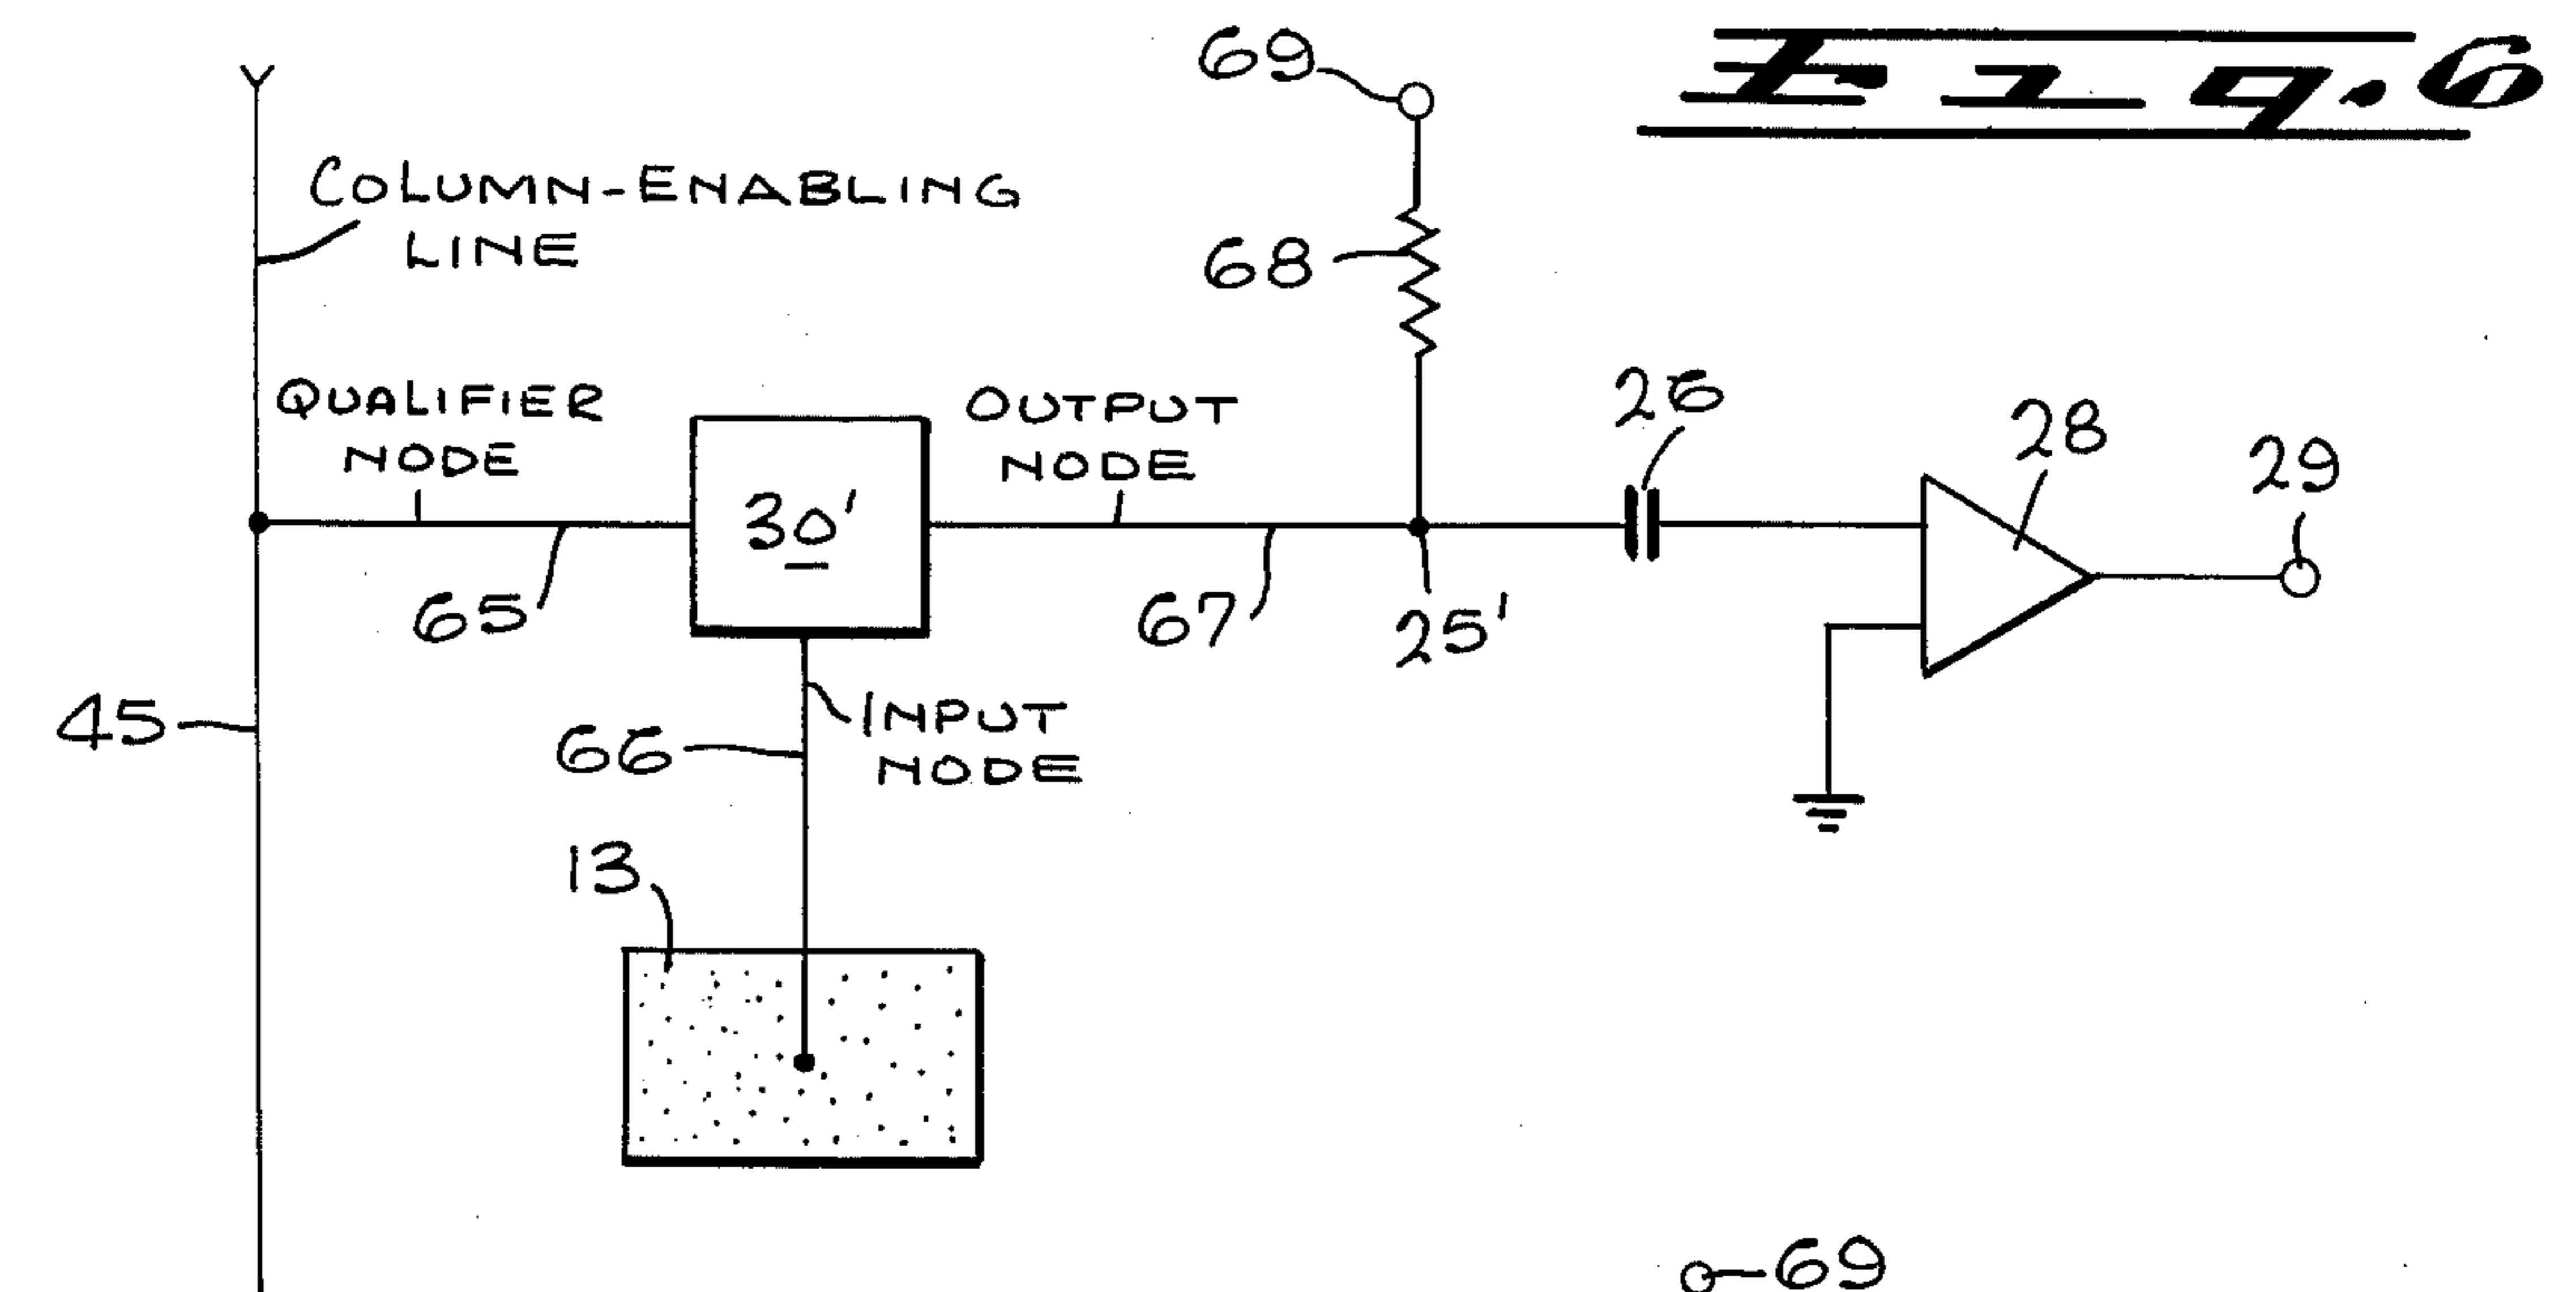 69
Fig. 6
COLUMN-ENABLING
LINE
68
QUALIFIER
NODE
OUTPUT
NODE
26
28
29
30'
65
67
25'
45
66
INPUT
NODE
13
69